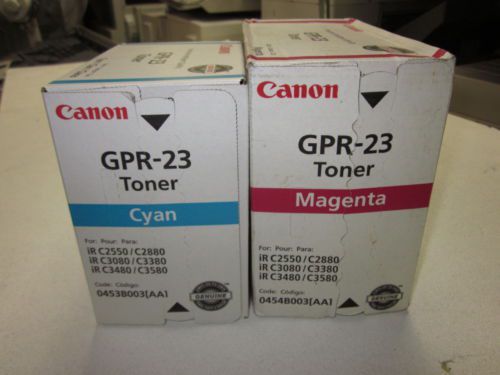 Canon
GPR-23
Toner
Cyan
For: Pour: Para:
iR C2550/C2880
iR C3080/C3380
iR C3480/C3580
Code: Código:
0453B003[AA]
GENUINE
Canon
GPR-23
Toner
Magenta
For: Pour: Para:
iR C2550/C2880
iR C3080/C3380
iR C3480/C3580
Code: Código:
0454B003[AA]
GENUINE